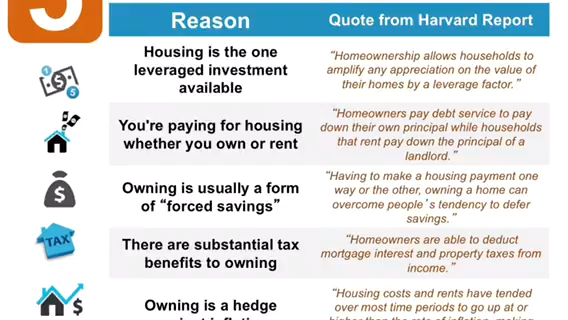 5
Reason
Quote from Harvard Report
Housing is the one
leveraged investment
available
“Homeownership allows households to
amplify any appreciation on the value of
their homes by a leverage factor.”
You're paying for housing
whether you own or rent
“Homeowners pay debt service to pay
down their own principal while households
that rent pay down the principal of a
landlord.”
Owning is usually a form
of “forced savings”
“Having to make a housing payment one
way or the other, owning a home can
overcome people’s tendency to defer
savings.”
TAX
There are substantial tax
benefits to owning
“Homeowners are able to deduct
mortgage interest and property taxes from
income.”
Owning is a hedge
“Housing costs and rents have tended
over most time periods to go up at or